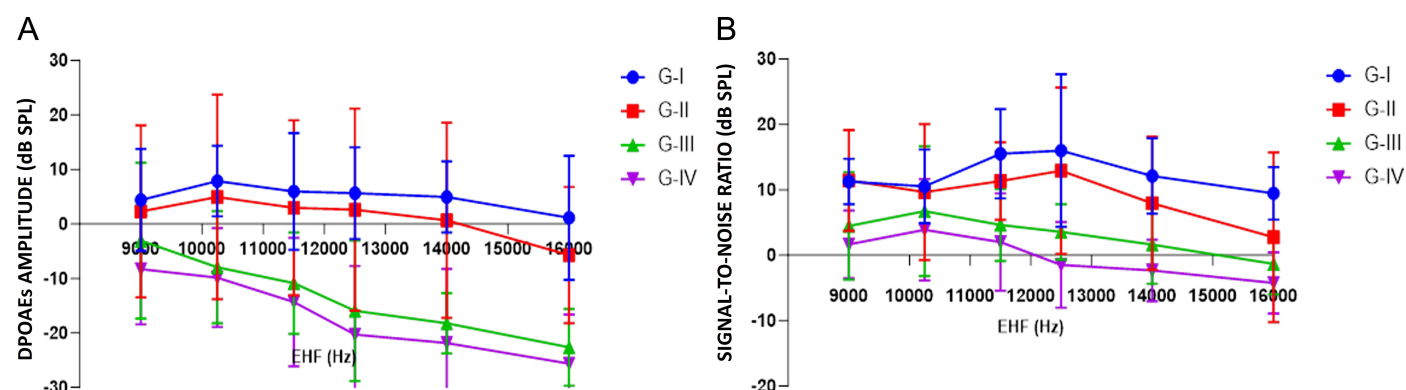 A
DPOAEs AMPLITUDE (dB SPL)
30
20
10
0
-10
-20
-30
9000 10000 11000 12000 13000 14000 15000 16000
EHF (Hz)
G-I
G-II
G-III
G-IV
B
SIGNAL-TO-NOISE RATIO (dB SPL)
30
20
10
0
-10
-20
9000 10000 11000 12000 13000 14000 15000 16000
EHF (Hz)
G-I
G-II
G-III
G-IV